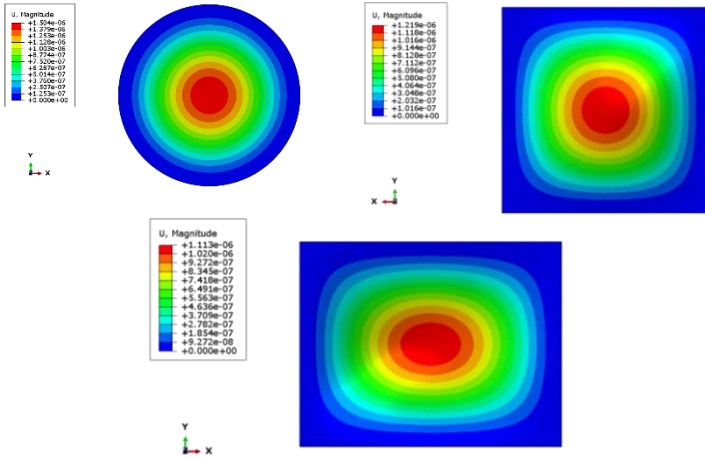 U, Magnitude
+1.504e-06
+1.379e-06
+1.253e-06
+1.128e-06
+1.003e-06
+8.774e-07
+7.520e-07
+6.267e-07
+5.014e-07
+3.760e-07
+2.507e-07
+1.253e-07
+0.000e+00
Y
X
U, Magnitude
+1.219e-06
+1.118e-06
+1.016e-06
+9.144e-07
+8.128e-07
+7.112e-07
+6.096e-07
+5.080e-07
+4.064e-07
+3.048e-07
+2.032e-07
+1.016e-07
+0.000e+00
Y
X
U, Magnitude
+1.113e-06
+1.020e-06
+9.272e-07
+8.345e-07
+7.418e-07
+6.491e-07
+5.563e-07
+4.636e-07
+3.709e-07
+2.782e-07
+1.854e-07
+9.272e-08
+0.000e+00
Y
X